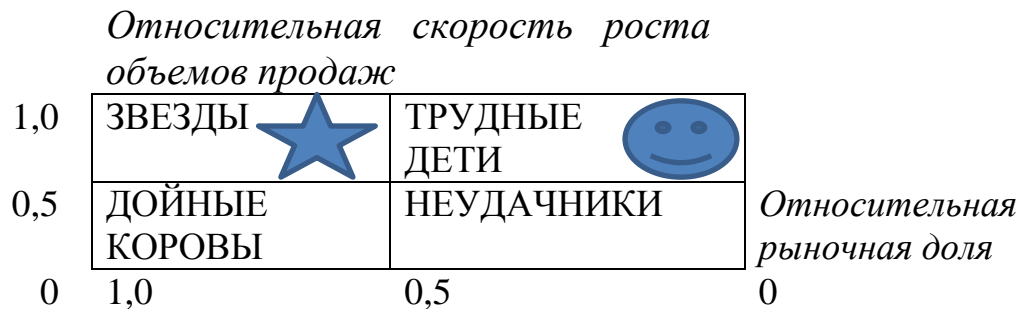 Относительная скорость роста
объемов продаж
1,0 ЗВЕЗДЫ ТРУДНЫЕ
ДЕТИ
0,5 ДОЙНЫЕ НЕУДАЧНИКИ Относительная
КОРОВЫ рыночная доля
0 1,0 0,5 0